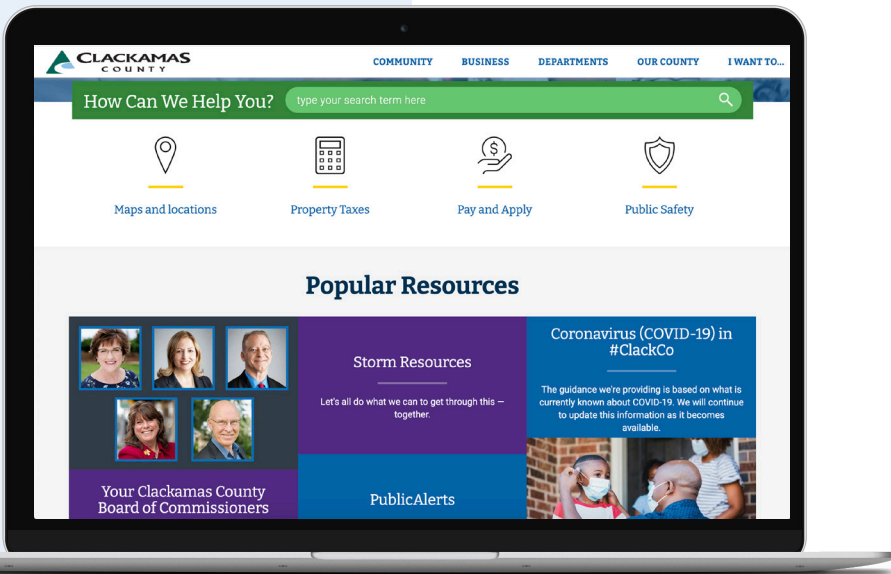 CLACKAMAS
COUNTY
COMMUNITY BUSINESS DEPARTMENTS OUR COUNTY I WANT TO...
How Can We Help You? type your search term here
Maps and locations Property Taxes Pay and Apply Public Safety
Popular Resources
Your Clackamas County
Board of Commissioners
Storm Resources
Let's all do what we can to get through this —
together.
PublicAlerts
Coronavirus (COVID-19) in
#ClackCo
The guidance we're providing is based on what is
currently known about COVID-19. We will continue
to update this information as it becomes
available.